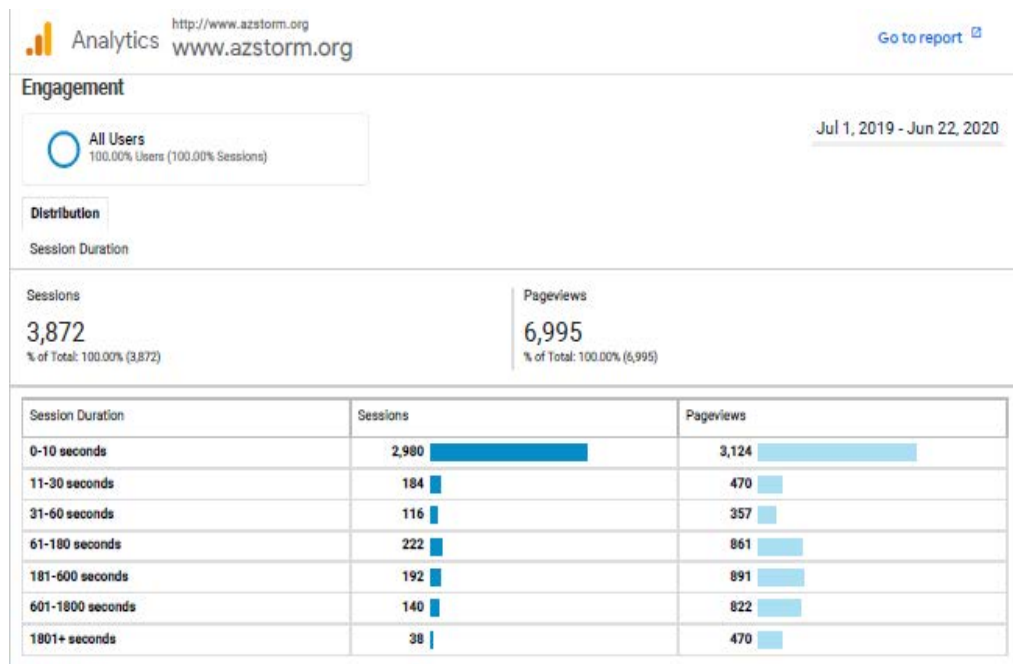 Analytics
http://www.azstorm.org
www.azstorm.org
Go to report
Engagement
All Users
100.00% Users (100.00% Sessions)
Jul 1, 2019 - Jun 22, 2020
Distribution
Session Duration
Sessions
Pageviews
3,872
6,995
% of Total: 100.00% (3,872)
% of Total: 100.00% (6,995)
Session Duration Sessions Pageviews
0-10 seconds 2,980 3,124
11-30 seconds 184 470
31-60 seconds 116 357
61-180 seconds 222 861
181-600 seconds 192 891
601-1800 seconds 140 822
1801+ seconds 38 470